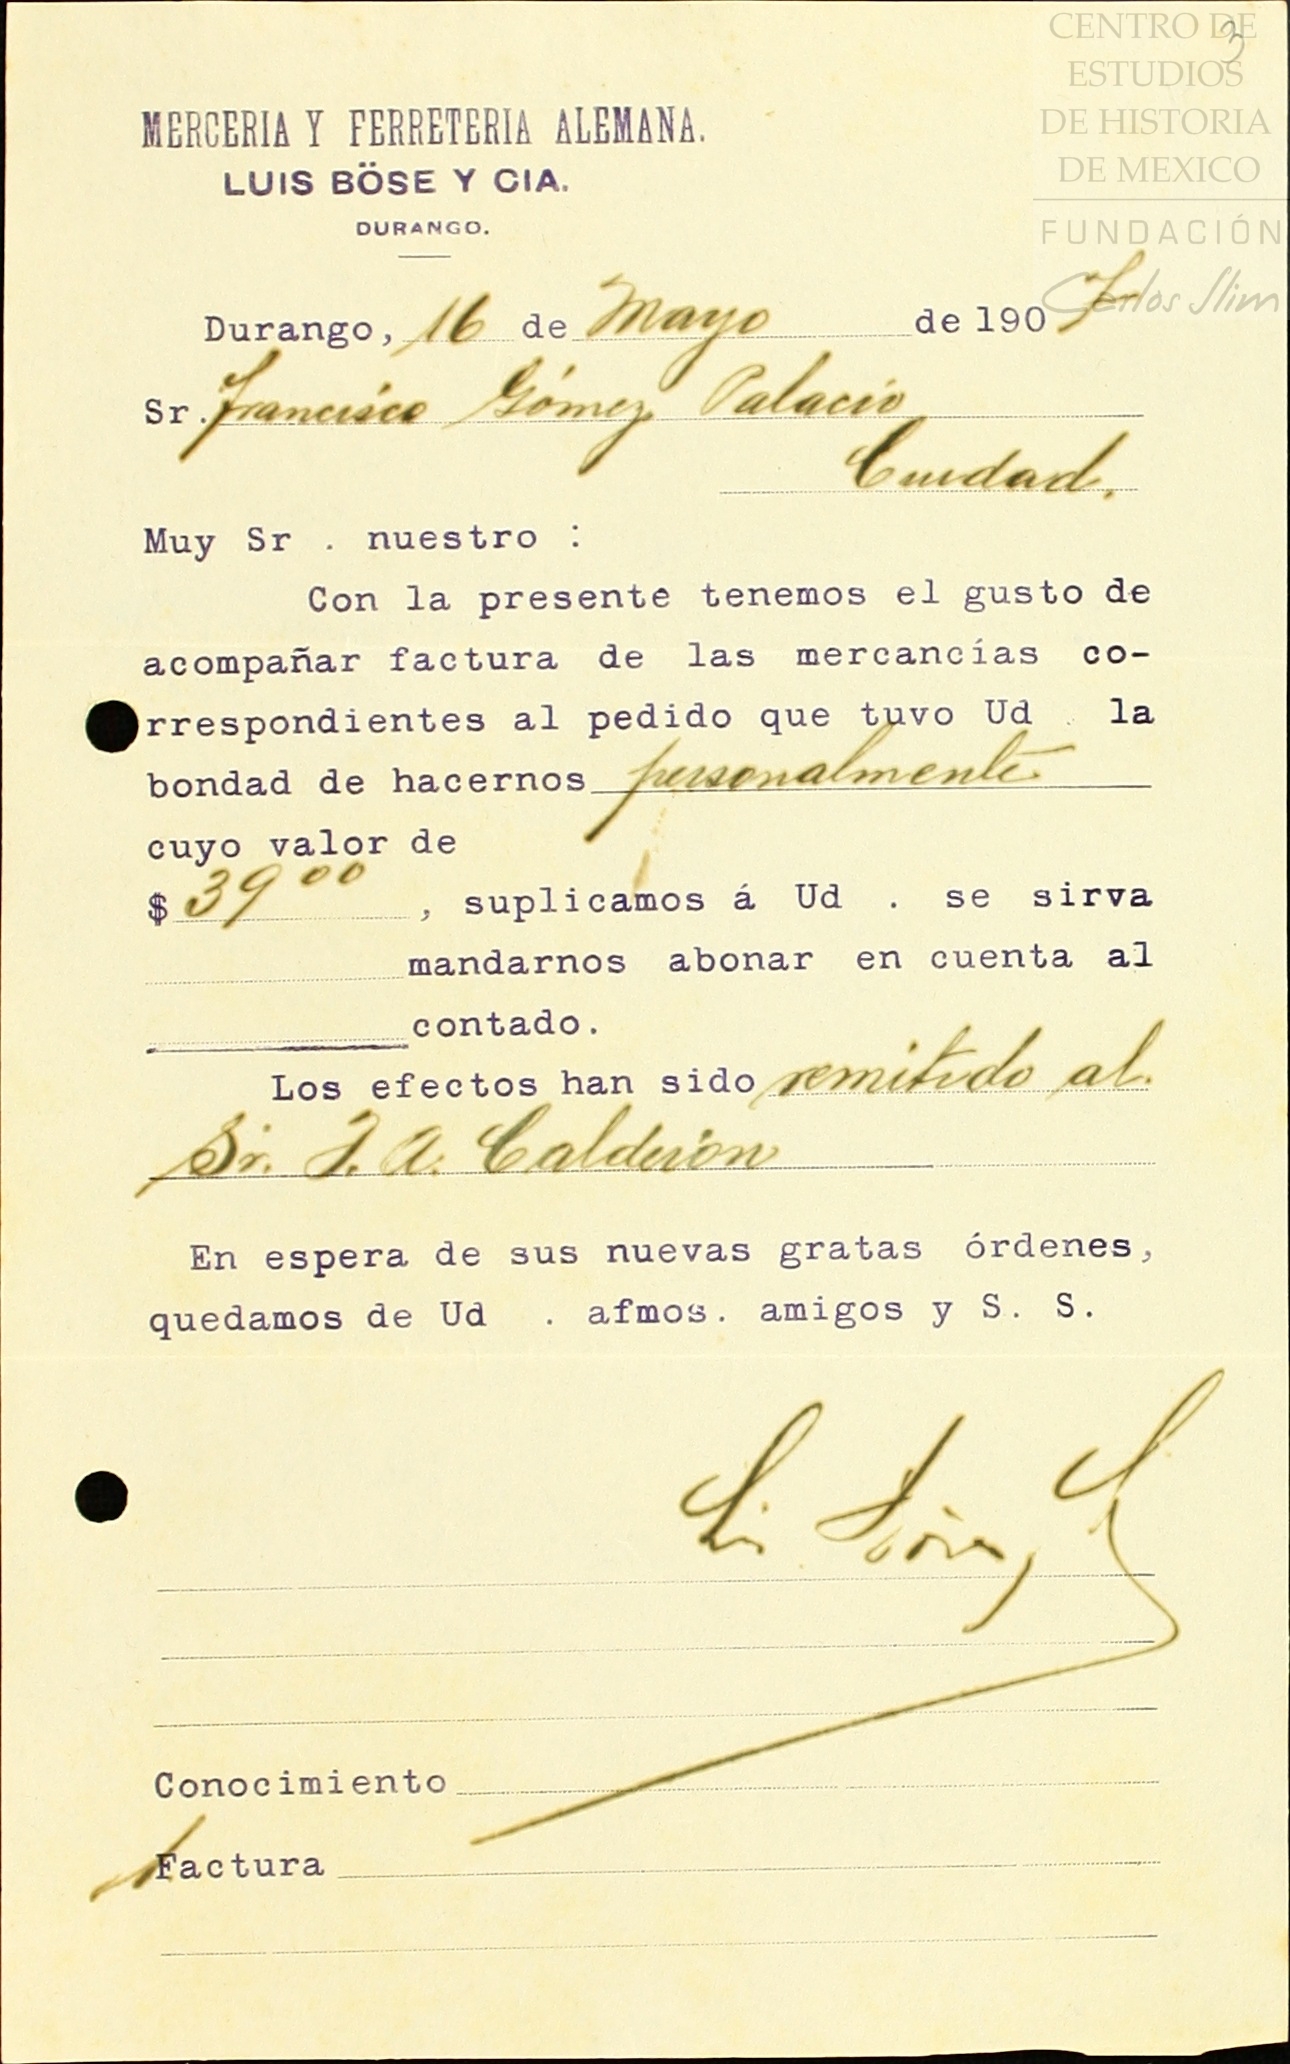 CENTRO DE
ESTUDIOS
DE HISTORIA
DE MEXICO
FUNDACIÓN
Carlos Slim
3
MERCERIA Y FERRETERIA ALEMANA.
LUIS BÖSE Y CIA.
DURANGO.
Durango, 16 de Mayo de 1907
Sr. Francisco Gómez Palacio
Ciudad.
Muy Sr . nuestro :
Con la presente tenemos el gusto de
acompañar factura de las mercancías co-
rrespondientes al pedido que tuvo Ud . la
bondad de hacernos personalmente
cuyo valor de
$ 39 00 , suplicamos á Ud . se sirva
mandarnos abonar en cuenta al
contado.
Los efectos han sido remitido al
Sr. F. A. Calderón
En espera de sus nuevas gratas órdenes,
quedamos de Ud . afmos. amigos y S. S.
Conocimiento
1 Factura